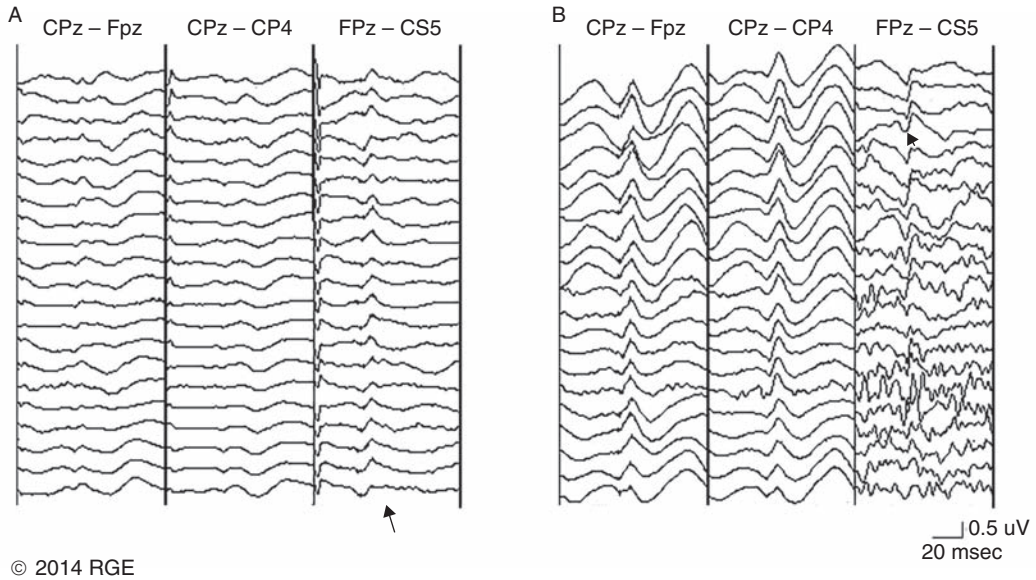 A
CPz – Fpz
CPz – CP4
FPz – CS5
B
CPz – Fpz
CPz – CP4
FPz – CS5
0.5 uV
20 msec
© 2014 RGE